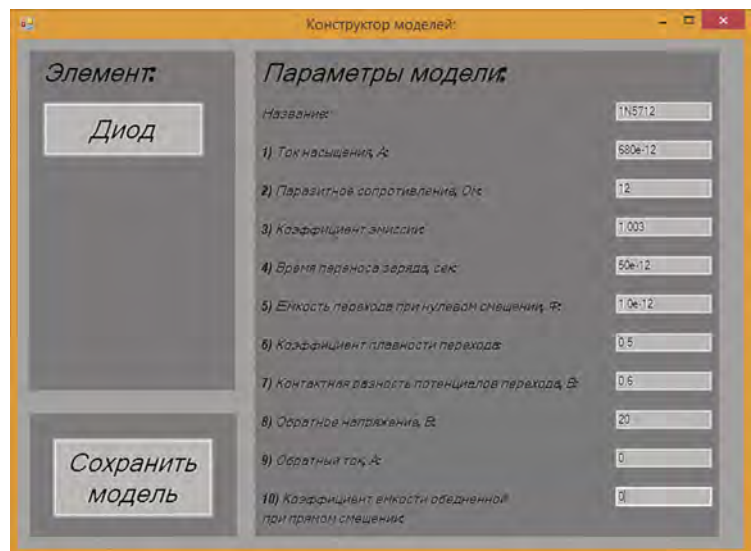 Конструктор моделей:
Элемент:
Диод
Сохранить
модель
Параметры модели:
Название: 1N5712
1) Ток насыщения, А: 680e-12
2) Паразитное сопротивление, Ом: 12
3) Коэффициент эмиссии: 1.003
4) Время переноса заряда, сек: 50e-12
5) Емкость перехода при нулевом смещении, Ф: 1.0e-12
6) Коэффициент плавности перехода: 0.5
7) Контактная разность потенциалов перехода, В: 0.6
8) Обратное напряжение, В: 20
9) Обратный ток, А: 0
10) Коэффициент емкости обедненной 0
при прямом смещении: